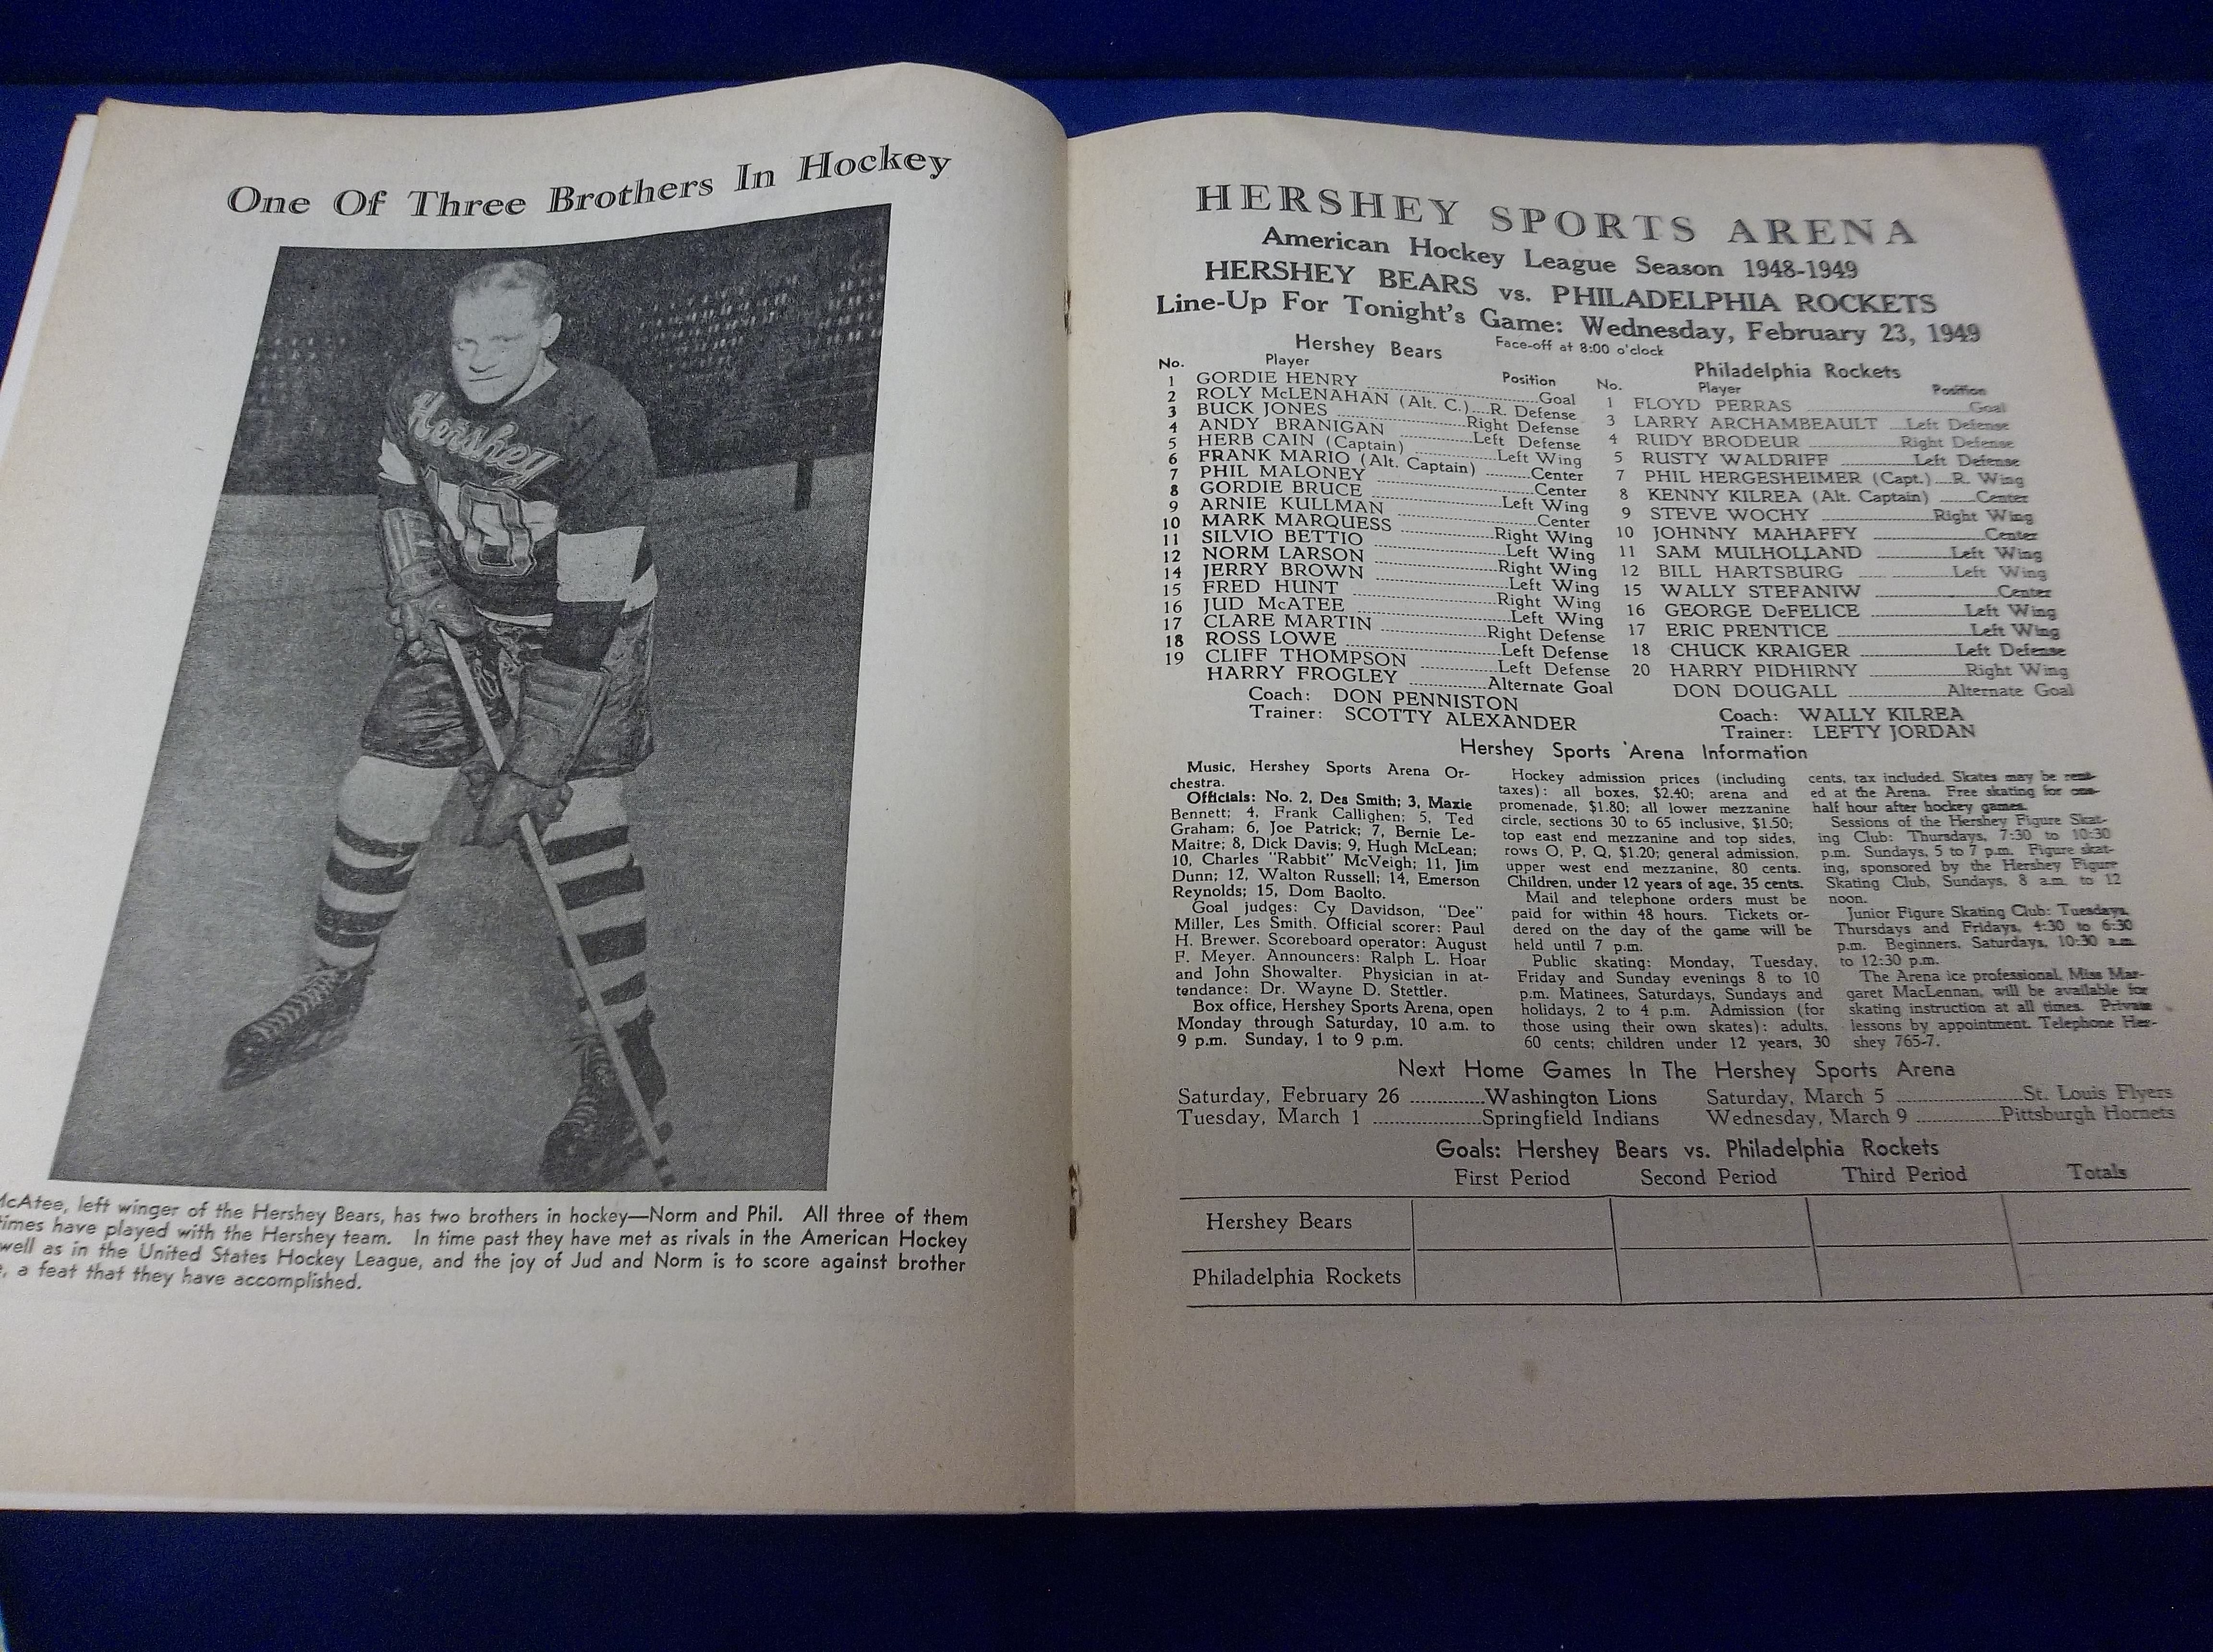 One Of Three Brothers In Hockey
Hershey
McAtee, left winger of the Hershey Bears, has two brothers in hockey—Norm and Phil. All three of them
times have played with the Hershey team. In time past they have met as rivals in the American Hockey
well as in the United States Hockey League, and the joy of Jud and Norm is to score against brother
, a feat that they have accomplished.
HERSHEY SPORTS ARENA
American Hockey League Season 1948-1949
HERSHEY BEARS vs. PHILADELPHIA ROCKETS
Line-Up For Tonight's Game: Wednesday, February 23, 1949
Face-off at 8:00 o'clock
Hershey Bears
No. Player Position
1 GORDIE HENRY Goal
2 ROLY McLENAHAN (Alt. C.) R. Defense
3 BUCK JONES Right Defense
4 ANDY BRANIGAN Left Defense
5 HERB CAIN (Captain) Left Wing
6 FRANK MARIO (Alt. Captain) Center
7 PHIL MALONEY Center
8 GORDIE BRUCE Left Wing
9 ARNIE KULLMAN Center
10 MARK MARQUESS Right Wing
11 SILVIO BETTIO Left Wing
12 NORM LARSON Right Wing
14 JERRY BROWN Left Wing
15 FRED HUNT Right Wing
16 JUD McATEE Left Wing
17 CLARE MARTIN Right Defense
18 ROSS LOWE Left Defense
19 CLIFF THOMPSON Left Defense
HARRY FROGLEY Alternate Goal
Coach: DON PENNISTON
Trainer: SCOTTY ALEXANDER
Philadelphia Rockets
No. Player Position
1 FLOYD PERRAS Goal
3 LARRY ARCHAMBEAULT Left Defense
4 RUDY BRODEUR Right Defense
5 RUSTY WALDRIFF Left Defense
7 PHIL HERGESHEIMER (Capt.) R. Wing
8 KENNY KILREA (Alt. Captain) Center
9 STEVE WOCHY Right Wing
10 JOHNNY MAHAFFY Center
11 SAM MULHOLLAND Left Wing
12 BILL HARTSBURG Left Wing
15 WALLY STEFANIW Center
16 GEORGE DeFELICE Left Wing
17 ERIC PRENTICE Left Wing
18 CHUCK KRAIGER Left Defense
20 HARRY PIDHIRNY Right Wing
DON DOUGALL Alternate Goal
Coach: WALLY KILREA
Trainer: LEFTY JORDAN
Hershey Sports Arena Information
Music, Hershey Sports Arena Or-
chestra.
Officials: No. 2, Des Smith; 3, Maxie
Bennett; 4, Frank Callighen; 5, Ted
Graham; 6, Joe Patrick; 7, Bernie Le-
Maitre; 8, Dick Davis; 9, Hugh McLean;
10, Charles "Rabbit" McVeigh; 11, Jim
Dunn; 12, Walton Russell; 14, Emerson
Reynolds; 15, Dom Baolto.
Goal judges: Cy Davidson, "Dee"
Miller, Les Smith. Official scorer: Paul
H. Brewer. Scoreboard operator: August
F. Meyer. Announcers: Ralph L. Hoar
and John Showalter. Physician in at-
tendance: Dr. Wayne D. Stettler.
Box office, Hershey Sports Arena, open
Monday through Saturday, 10 a.m. to
9 p.m. Sunday, 1 to 9 p.m.
Hockey admission prices (including
taxes): all boxes, $2.40; arena and
promenade, $1.80; all lower mezzanine
circle, sections 30 to 65 inclusive, $1.50;
top east end mezzanine and top sides,
rows O, P, Q, $1.20; general admission,
upper west end mezzanine, 80 cents.
Children, under 12 years of age, 35 cents.
Mail and telephone orders must be
paid for within 48 hours. Tickets or-
dered on the day of the game will be
held until 7 p.m.
Public skating: Monday, Tuesday,
Friday and Sunday evenings 8 to 10
p.m. Matinees, Saturdays, Sundays and
holidays, 2 to 4 p.m. Admission (for
those using their own skates): adults,
60 cents; children under 12 years, 30
cents, tax included. Skates may be rent-
ed at the Arena. Free skating for one-
half hour after hockey games.
Sessions of the Hershey Figure Skat-
ing Club: Thursdays, 7:30 to 10:30
p.m. Sundays, 5 to 7 p.m. Figure skat-
ing, sponsored by the Hershey Figure
Skating Club, Sundays, 8 a.m. to 12
noon.
Junior Figure Skating Club: Tuesdays,
Thursdays and Fridays, 4:30 to 6:30
p.m. Beginners, Saturdays, 10:30 a.m.
to 12:30 p.m.
The Arena ice professional, Miss Mar-
garet MacLennan, will be available for
skating instruction at all times. Private
lessons by appointment. Telephone Her-
shey 765-7.
Next Home Games In The Hershey Sports Arena
Saturday, February 26 Washington Lions Saturday, March 5 St. Louis Flyers
Tuesday, March 1 Springfield Indians Wednesday, March 9 Pittsburgh Hornets
Goals: Hershey Bears vs. Philadelphia Rockets
First Period Second Period Third Period Totals
Hershey Bears
Philadelphia Rockets